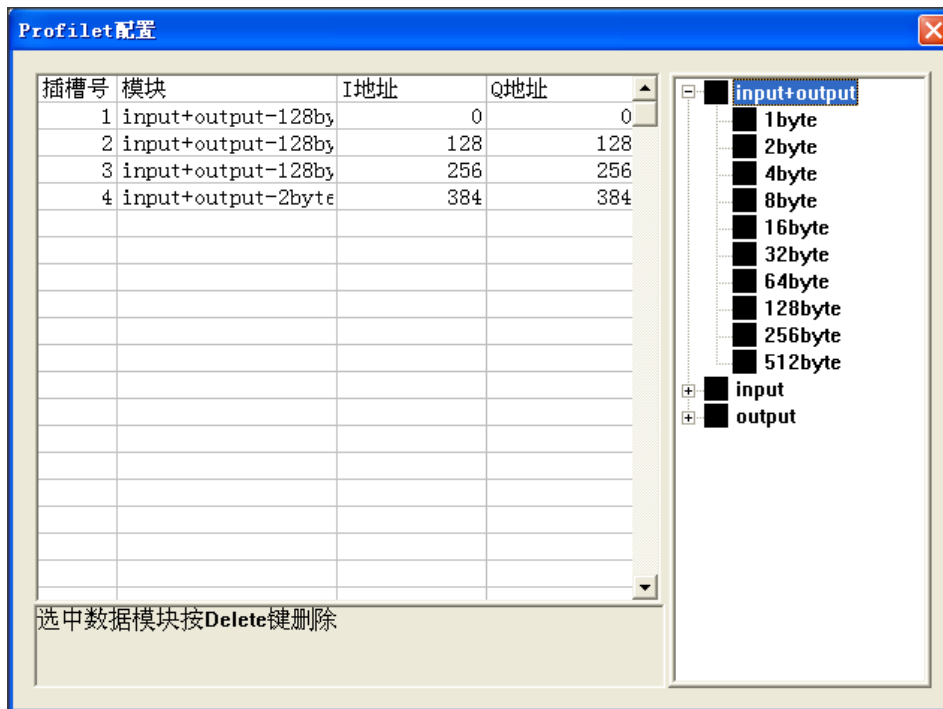 Profilet配置
插槽号 模块 I地址 Q地址
1 input+output-128by 0 0
2 input+output-128by 128 128
3 input+output-128by 256 256
4 input+output-2byte 384 384
选中数据模块按Delete键删除
input+output
1byte
2byte
4byte
8byte
16byte
32byte
64byte
128byte
256byte
512byte
input
output